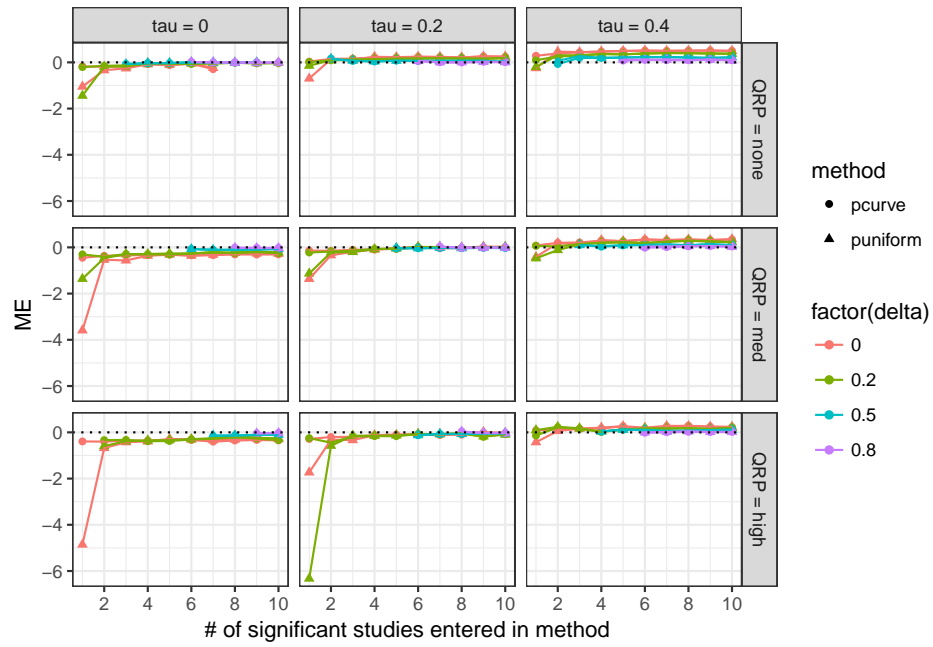 tau = 0
tau = 0.2
tau = 0.4
0
−2
−4
−6
QRP = none
0
−2
−4
−6
QRP = med
0
−2
−4
−6
QRP = high
ME
2 4 6 8 10
2 4 6 8 10
2 4 6 8 10
# of significant studies entered in method
method
pcurve
puniform
factor(delta)
0
0.2
0.5
0.8